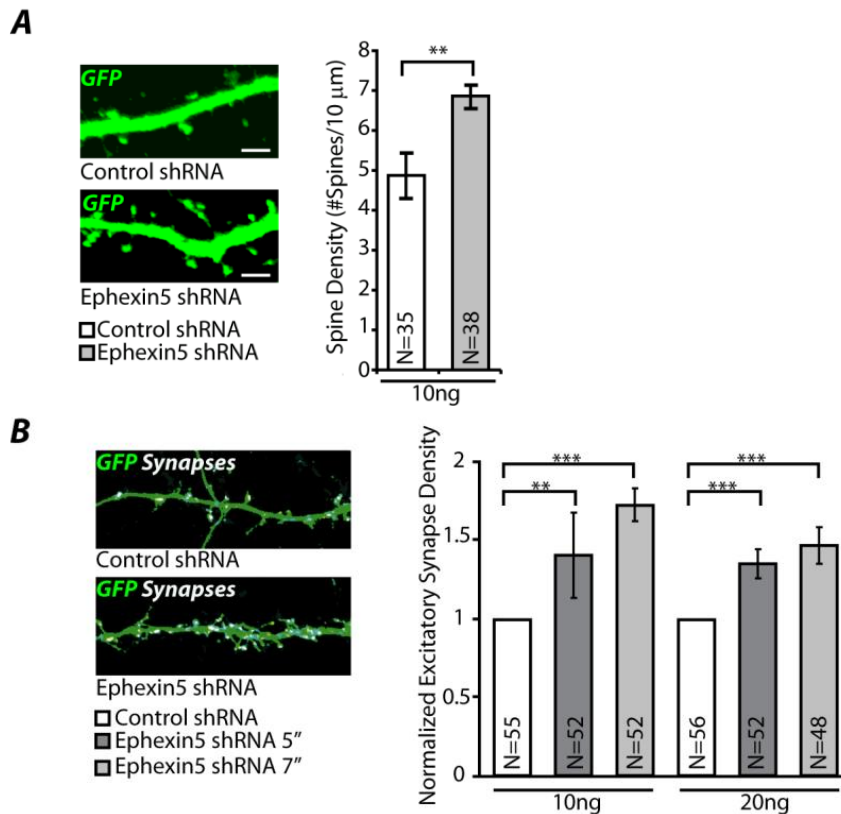 A
GFP
Control shRNA
GFP
Ephexin5 shRNA
Control shRNA
Ephexin5 shRNA
Spine Density (#Spines/10 µm)
8
7
6
5
4
3
2
1
0
**
N=35
N=38
10ng
B
GFP Synapses
Control shRNA
GFP Synapses
Ephexin5 shRNA
Control shRNA
Ephexin5 shRNA 5”
Ephexin5 shRNA 7”
Normalized Excitatory Synapse Density
2
1.5
1
0.5
0
***
**
***
***
N=55
N=52
N=52
N=56
N=52
N=48
10ng
20ng